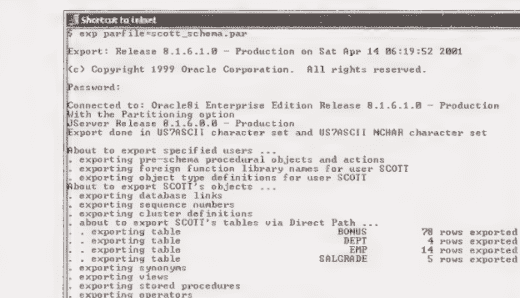 Shortcut to telnet
$ exp parfile=scott_schema.par
Export: Release 8.1.6.1.0 - Production on Sat Apr 14 06:19:52 2001
(c) Copyright 1999 Oracle Corporation.  All rights reserved.
Password:
Connected to: Oracle8i Enterprise Edition Release 8.1.6.1.0 - Production
With the Partitioning option
JServer Release 8.1.6.0.0 - Production
Export done in US7ASCII character set and US7ASCII NCHAR character set
About to export specified users ...
. exporting pre-schema procedural objects and actions
. exporting foreign function library names for user SCOTT
. exporting object type definitions for user SCOTT
About to export SCOTT's objects ...
. exporting database links
. exporting sequence numbers
. exporting cluster definitions
. about to export SCOTT's tables via Direct Path ...
. . exporting table BONUS 78 rows exported
. . exporting table DEPT 4 rows exported
. . exporting table EMP 14 rows exported
. . exporting table SALGRADE 5 rows exported
. exporting synonyms
. exporting views
. exporting stored procedures
. exporting operators